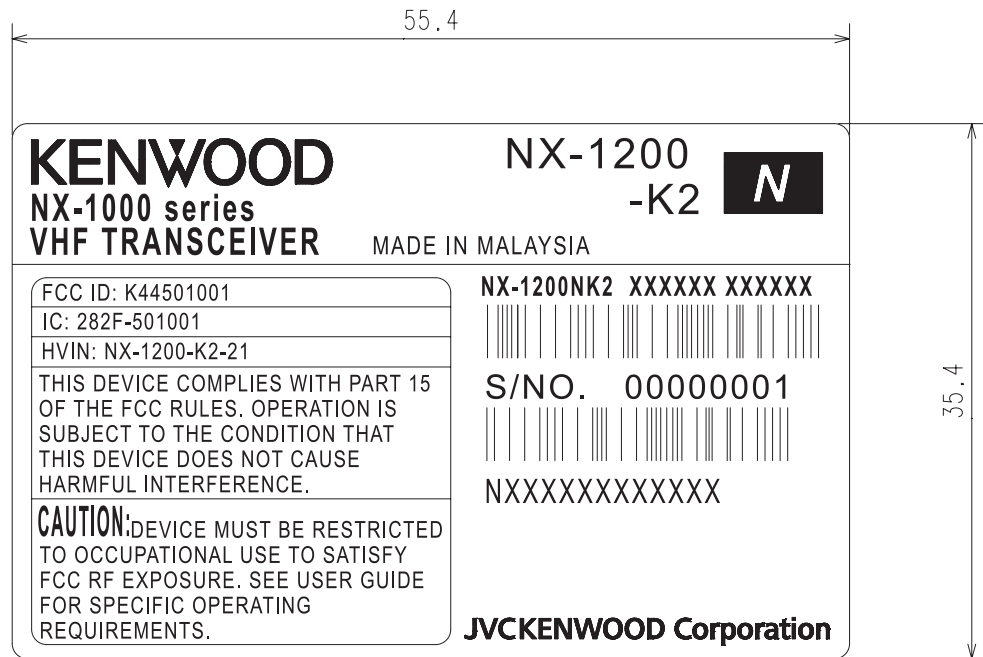 55.4
KENWOOD
NX-1000 series
VHF TRANSCEIVER
MADE IN MALAYSIA
NX-1200
-K2
N
35.4
FCC ID: K44501001
IC: 282F-501001
HVIN: NX-1200-K2-21
THIS DEVICE COMPLIES WITH PART 15
OF THE FCC RULES. OPERATION IS
SUBJECT TO THE CONDITION THAT
THIS DEVICE DOES NOT CAUSE
HARMFUL INTERFERENCE.
CAUTION:DEVICE MUST BE RESTRICTED
TO OCCUPATIONAL USE TO SATISFY
FCC RF EXPOSURE. SEE USER GUIDE
FOR SPECIFIC OPERATING
REQUIREMENTS.
NX-1200NK2 XXXXXX XXXXXX
S/NO. 00000001
NXXXXXXXXXXXX
JVCKENWOOD Corporation